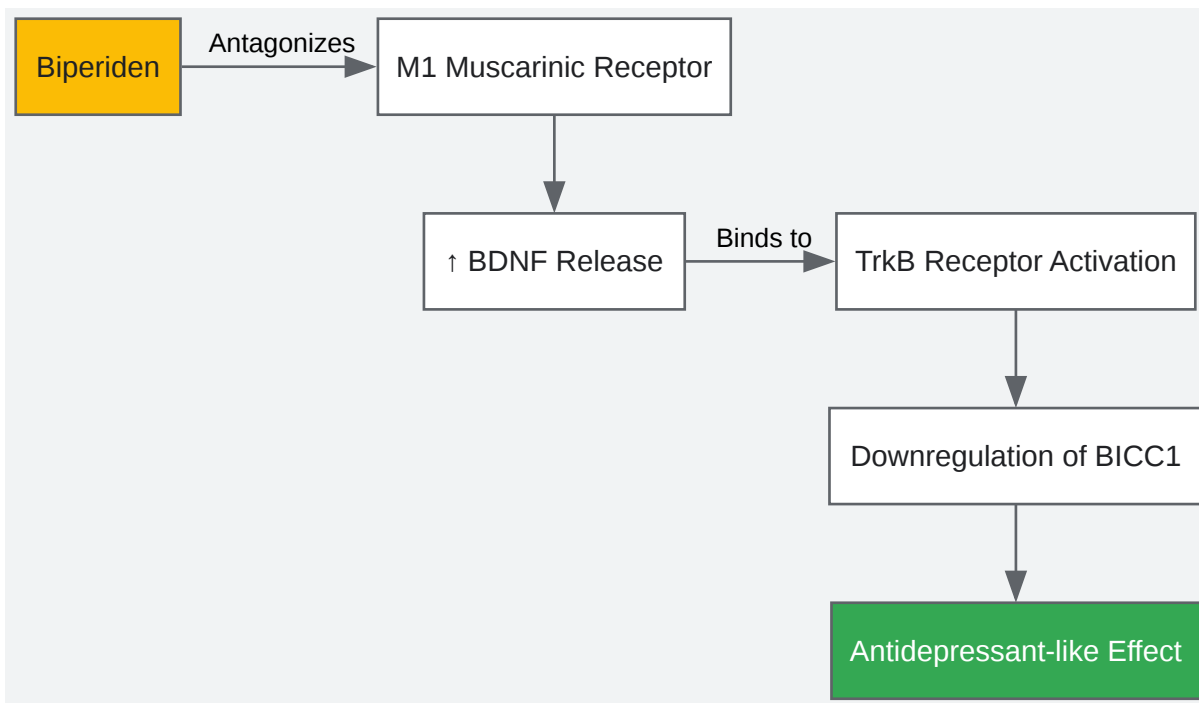 Biperiden
Antagonizes
M1 Muscarinic Receptor
↑ BDNF Release
Binds to
TrkB Receptor Activation
Downregulation of BICC1
Antidepressant-like Effect